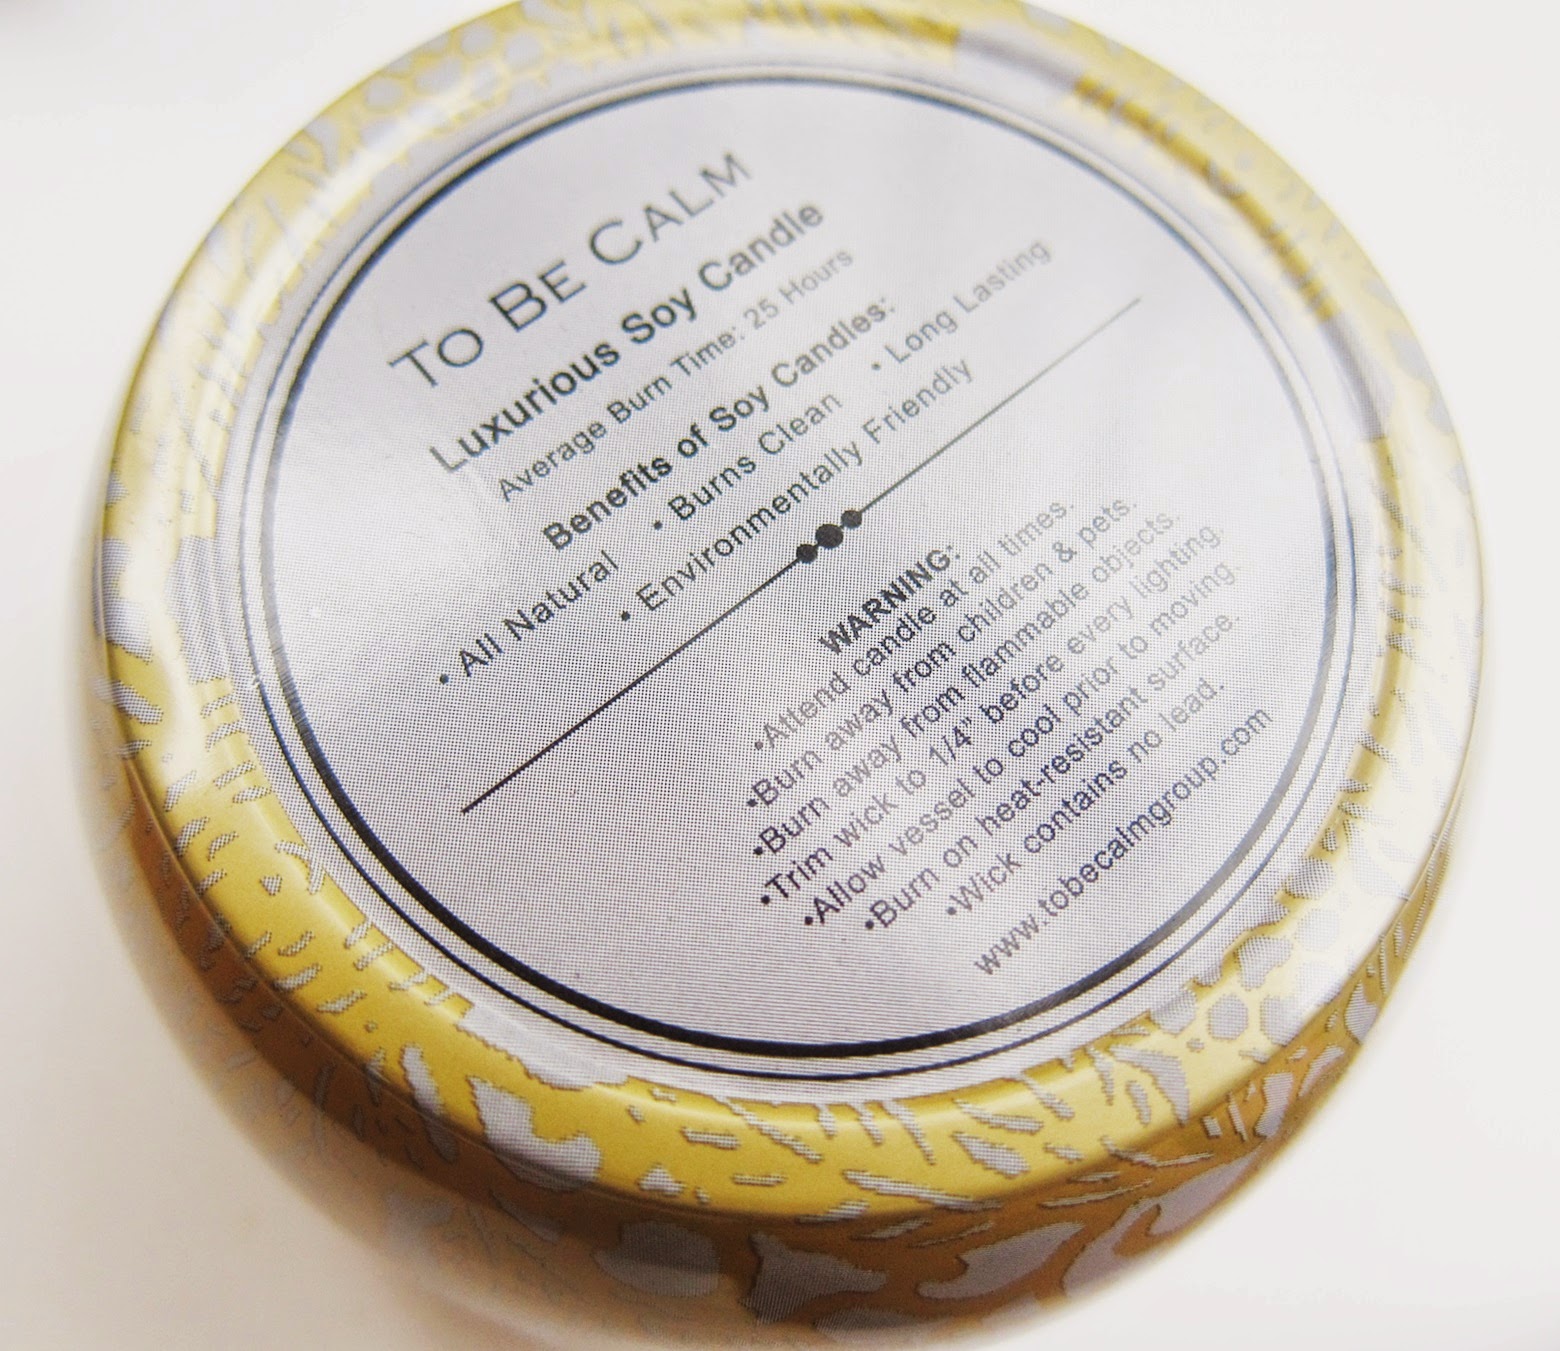 TO BE CALM
Luxurious Soy Candle
Average Burn Time: 25 Hours
Benefits of Soy Candles:
• All Natural • Burns Clean • Long Lasting
• Environmentally Friendly
WARNING:
•Attend candle at all times.
•Burn away from children & pets.
•Burn away from flammable objects.
•Trim wick to 1/4" before every lighting.
•Allow vessel to cool prior to moving.
•Burn on heat-resistant surface.
•Wick contains no lead.
www.tobecalmgroup.com